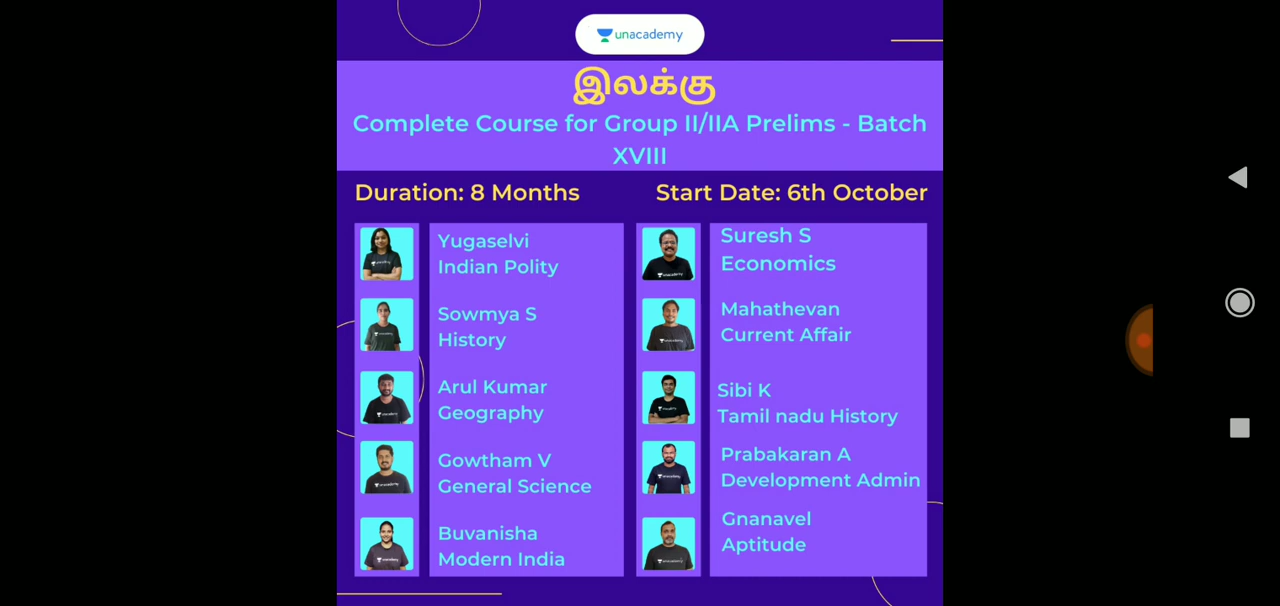 unacademy
இலக்கு
Complete Course for Group II/IIA Prelims - Batch
XVIII
Duration: 8 Months
Start Date: 6th October
Yugaselvi
Indian Polity
Sowmya S
History
Arul Kumar
Geography
Gowtham V
General Science
Buvanisha
Modern India
Suresh S
Economics
Mahathevan
Current Affair
Sibi K
Tamil nadu History
Prabakaran A
Development Admin
Gnanavel
Aptitude